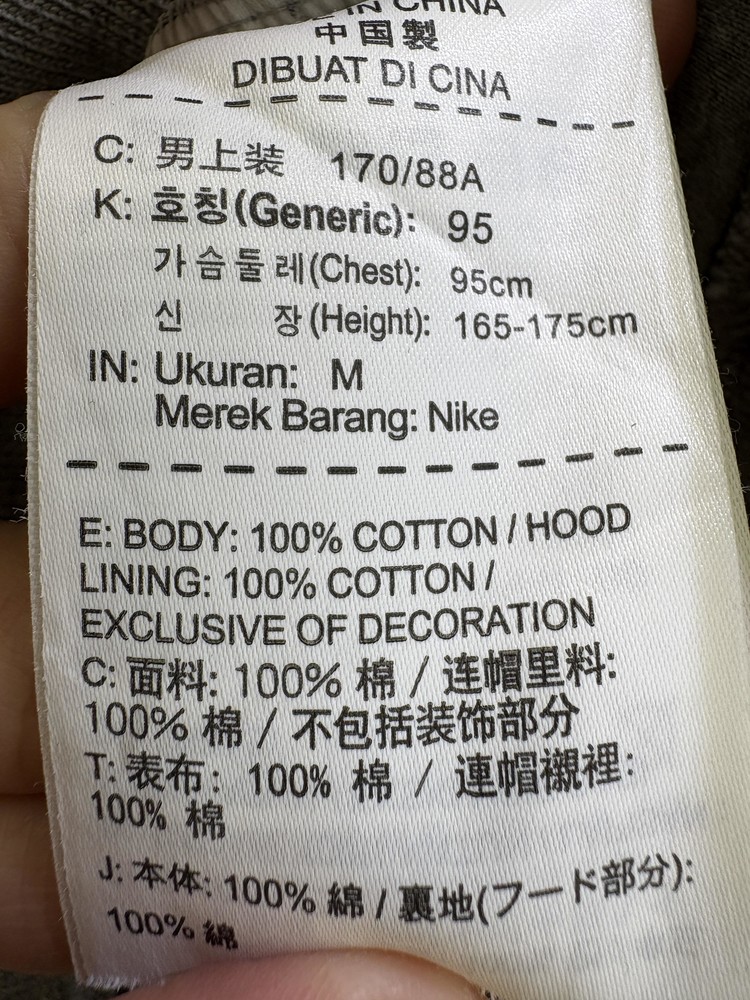 IN CHINA
中国製
DIBUAT DI CINA
C: 男上装 170/88A
K: 호칭(Generic): 95
가슴둘레(Chest): 95cm
신 장(Height): 165-175cm
IN: Ukuran: M
Merek Barang: Nike
E: BODY: 100% COTTON / HOOD
LINING: 100% COTTON /
EXCLUSIVE OF DECORATION
C: 面料: 100% 棉 / 连帽里料:
100% 棉 / 不包括装饰部分
T: 表布: 100% 棉 / 連帽襯裡:
100% 棉
J: 本体: 100% 綿 / 裏地(フード部分):
100% 綿